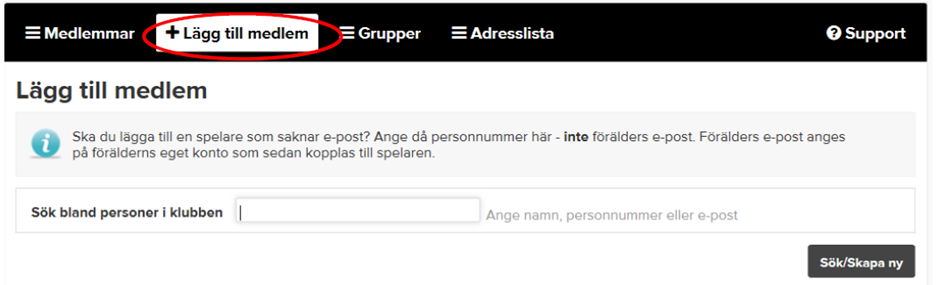 Medlemmar + Lägg till medlem Grupper Adresslista Support
Lägg till medlem
Ska du lägga till en spelare som saknar e-post? Ange då personnummer här - inte förälders e-post. Förälders e-post anges
på förälderns eget konto som sedan kopplas till spelaren.
Sök bland personer i klubben Ange namn, personnummer eller e-post
Sök/Skapa ny